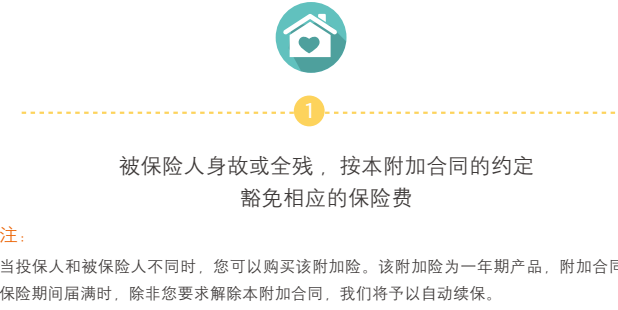 1
被保险人身故或全残，按本附加合同的约定
豁免相应的保险费
注：
当投保人和被保险人不同时，您可以购买该附加险。该附加险为一年期产品，附加合同
保险期间届满时，除非您要求解除本附加合同，我们将予以自动续保。